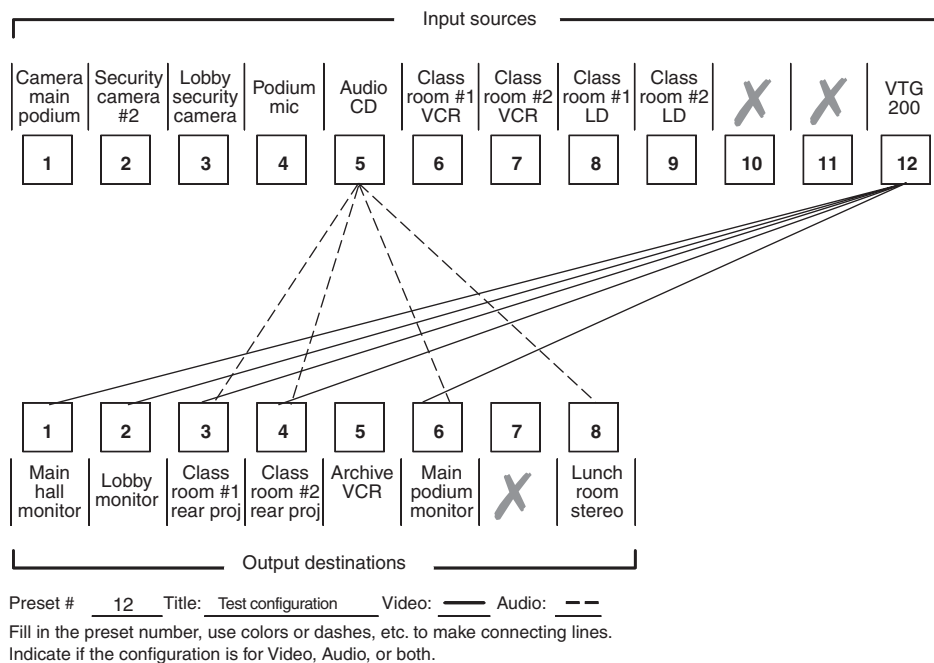 Input sources
Camera main podium
Security camera #2
Lobby security camera
Podium mic
Audio CD
Class room #1 VCR
Class room #2 VCR
Class room #1 LD
Class room #2 LD
VTG 200
1 2 3 4 5 6 7 8 9 10 11 12
1 2 3 4 5 6 7 8
Main hall monitor
Lobby monitor
Class room #1 rear proj
Class room #2 rear proj
Archive VCR
Main podium monitor
Lunch room stereo
Output destinations
Preset # 12 Title: Test configuration Video: Audio:
Fill in the preset number, use colors or dashes, etc. to make connecting lines.
Indicate if the configuration is for Video, Audio, or both.